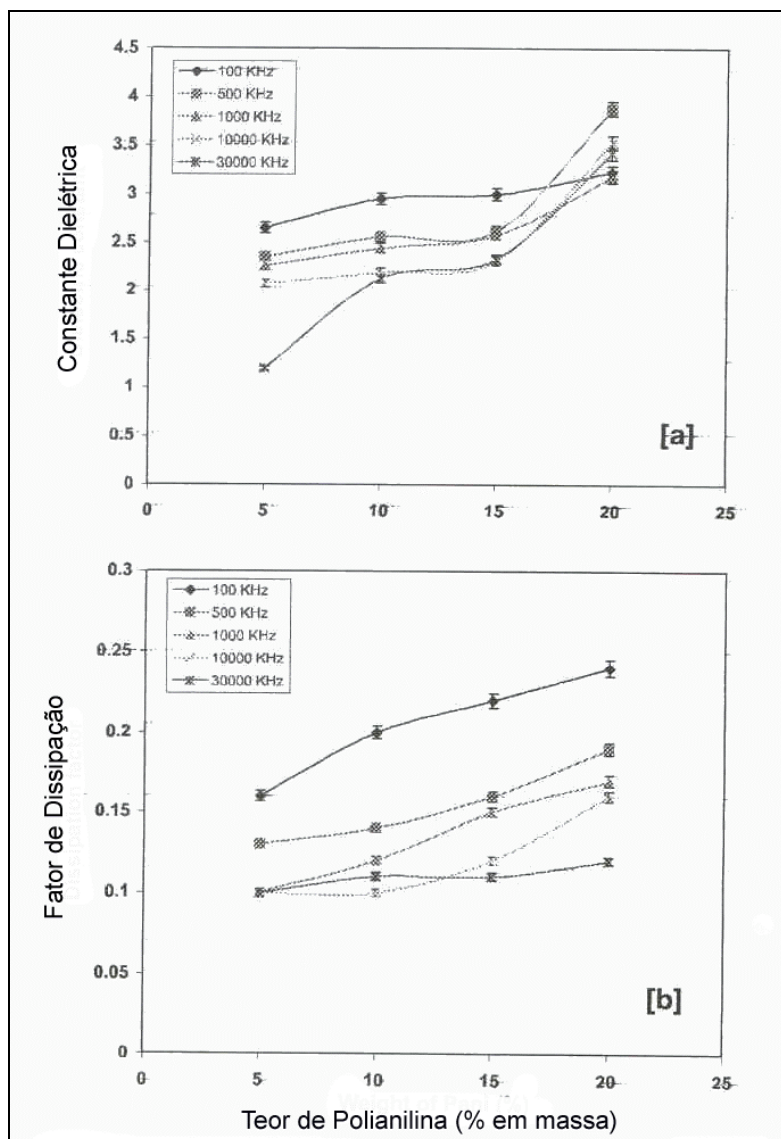 4.5
4
3.5
3
2.5
2
1.5
1
0.5
0
Constante Dielétrica
100 KHz
500 KHz
1000 KHz
10000 KHz
30000 KHz
[a]
0
5
10
15
20
25
0.3
0.25
0.2
0.15
0.1
0.05
0
Fator de Dissipação
Dissipation factor
100 KHz
500 KHz
1000 KHz
10000 KHz
30000 KHz
[b]
0
5
10
15
20
25
Teor de Polianilina (% em massa)